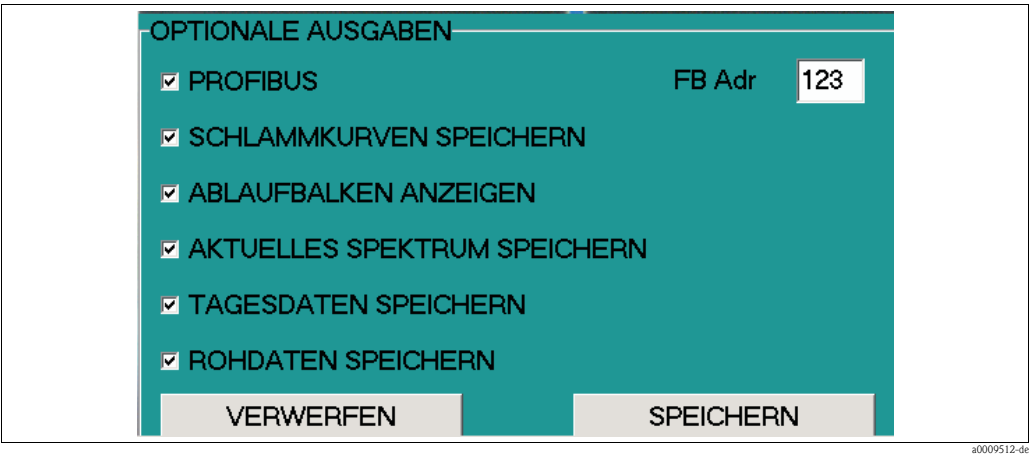 OPTIONALE AUSGABEN
PROFIBUS FB Adr 123
SCHLAMMKURVEN SPEICHERN
ABLAUFBALKEN ANZEIGEN
AKTUELLES SPEKTRUM SPEICHERN
TAGESDATEN SPEICHERN
ROHDATEN SPEICHERN
VERWERFEN SPEICHERN
a0009512-de